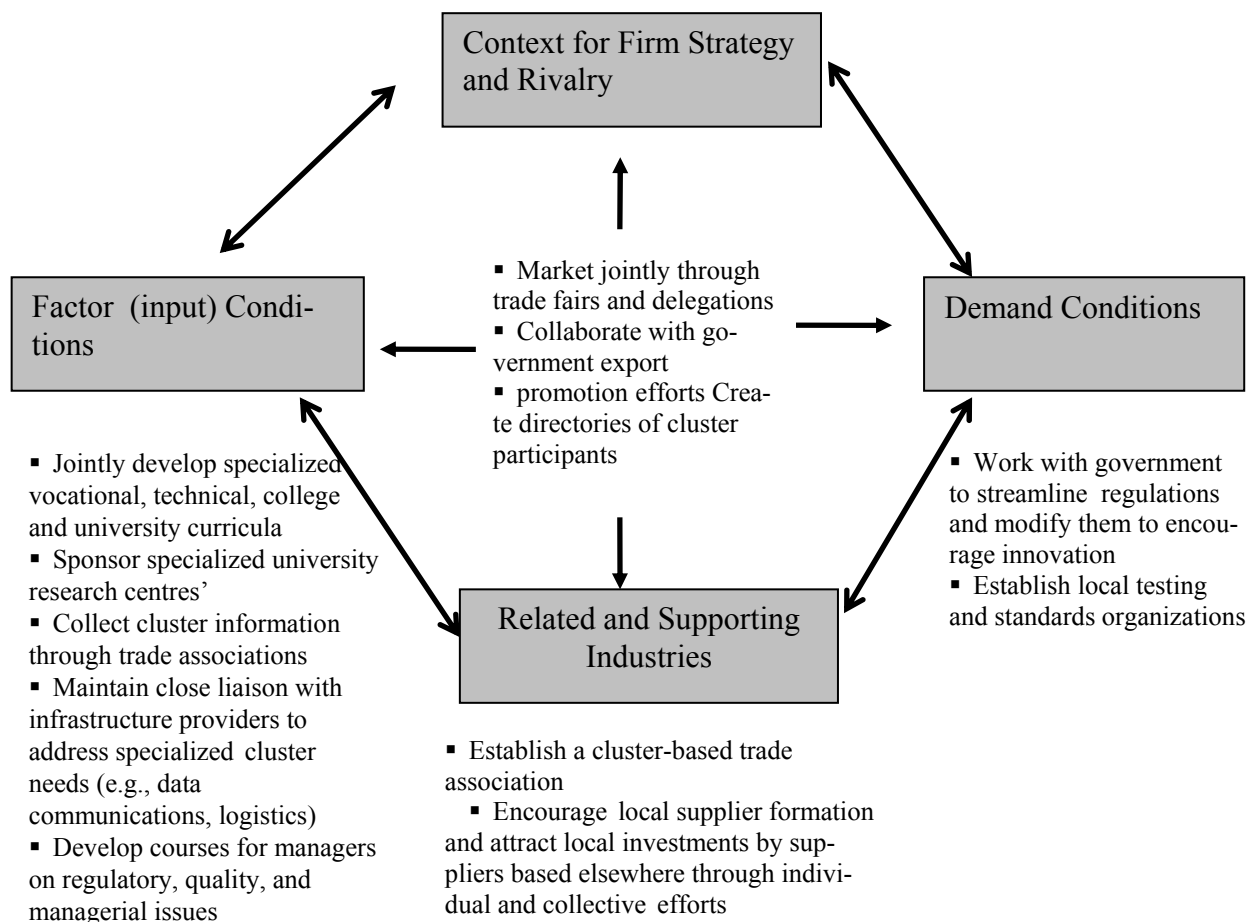 Context for Firm Strategy
and Rivalry
Factor (input) Condi-
tions
▪ Market jointly through
trade fairs and delegations
▪ Collaborate with go-
vernment export
▪ promotion efforts Crea-
te directories of cluster
participants
Demand Conditions
▪ Jointly develop specialized
vocational, technical, college
and university curricula
▪ Sponsor specialized university
research centres’
▪ Collect cluster information
through trade associations
▪ Maintain close liaison with
infrastructure providers to
address specialized cluster
needs (e.g., data
communications, logistics)
▪ Develop courses for managers
on regulatory, quality, and
managerial issues
Related and Supporting
Industries
▪ Establish a cluster-based trade
association
▪ Encourage local supplier formation
and attract local investments by sup-
pliers based elsewhere through indivi-
dual and collective efforts
▪ Work with government
to streamline regulations
and modify them to encou-
rage innovation
▪ Establish local testing
and standards organizations